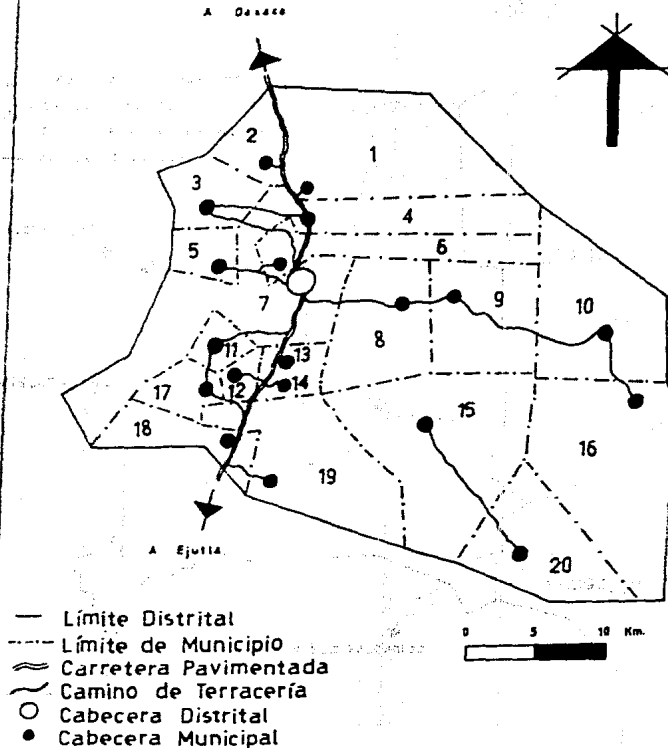 A Oaxaca
2
1
3
4
5
6
7
8
9
10
11
12
13
14
15
16
17
18
19
20
A Ejutla
Límite Distrital
Límite de Municipio
Carretera Pavimentada
Camino de Terracería
Cabecera Distrital
Cabecera Municipal
0 5 10 Km.